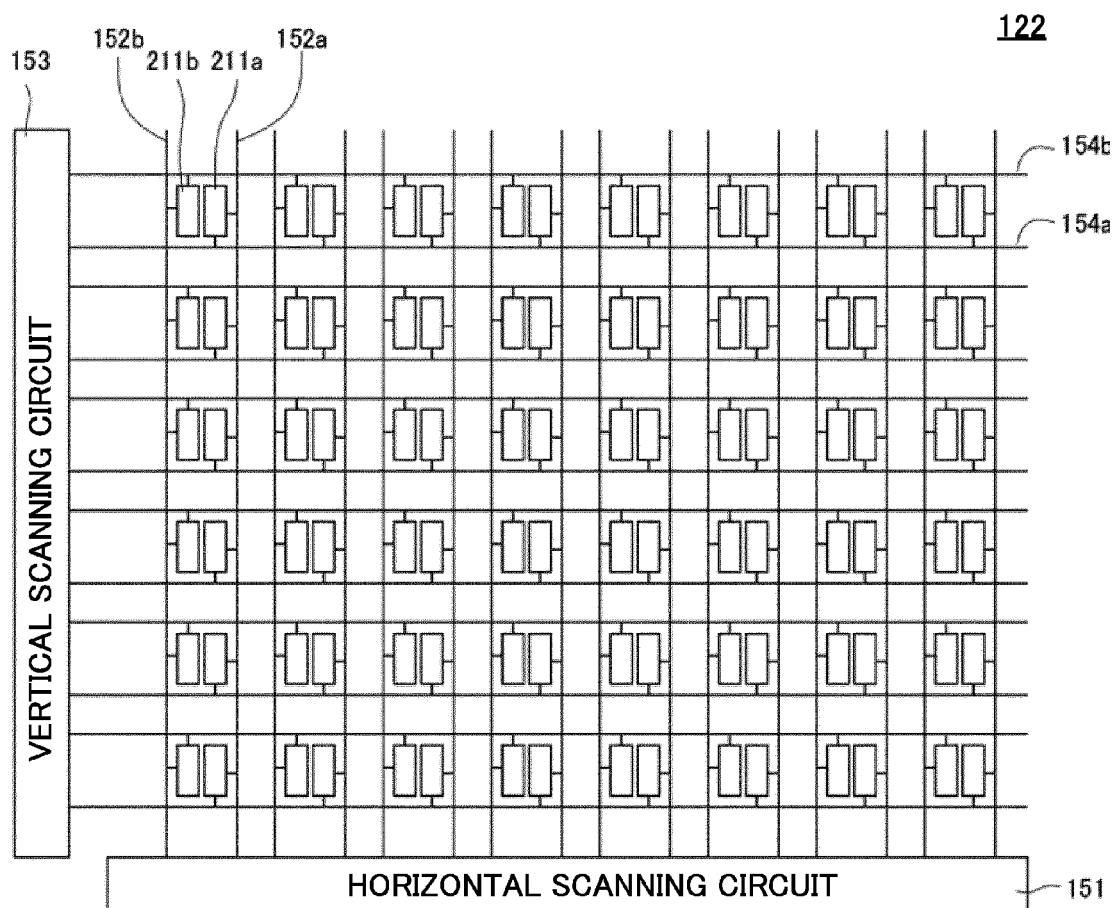 122
152b
152a
153
211b
211a
154b
154a
VERTICAL SCANNING CIRCUIT
HORIZONTAL SCANNING CIRCUIT
151